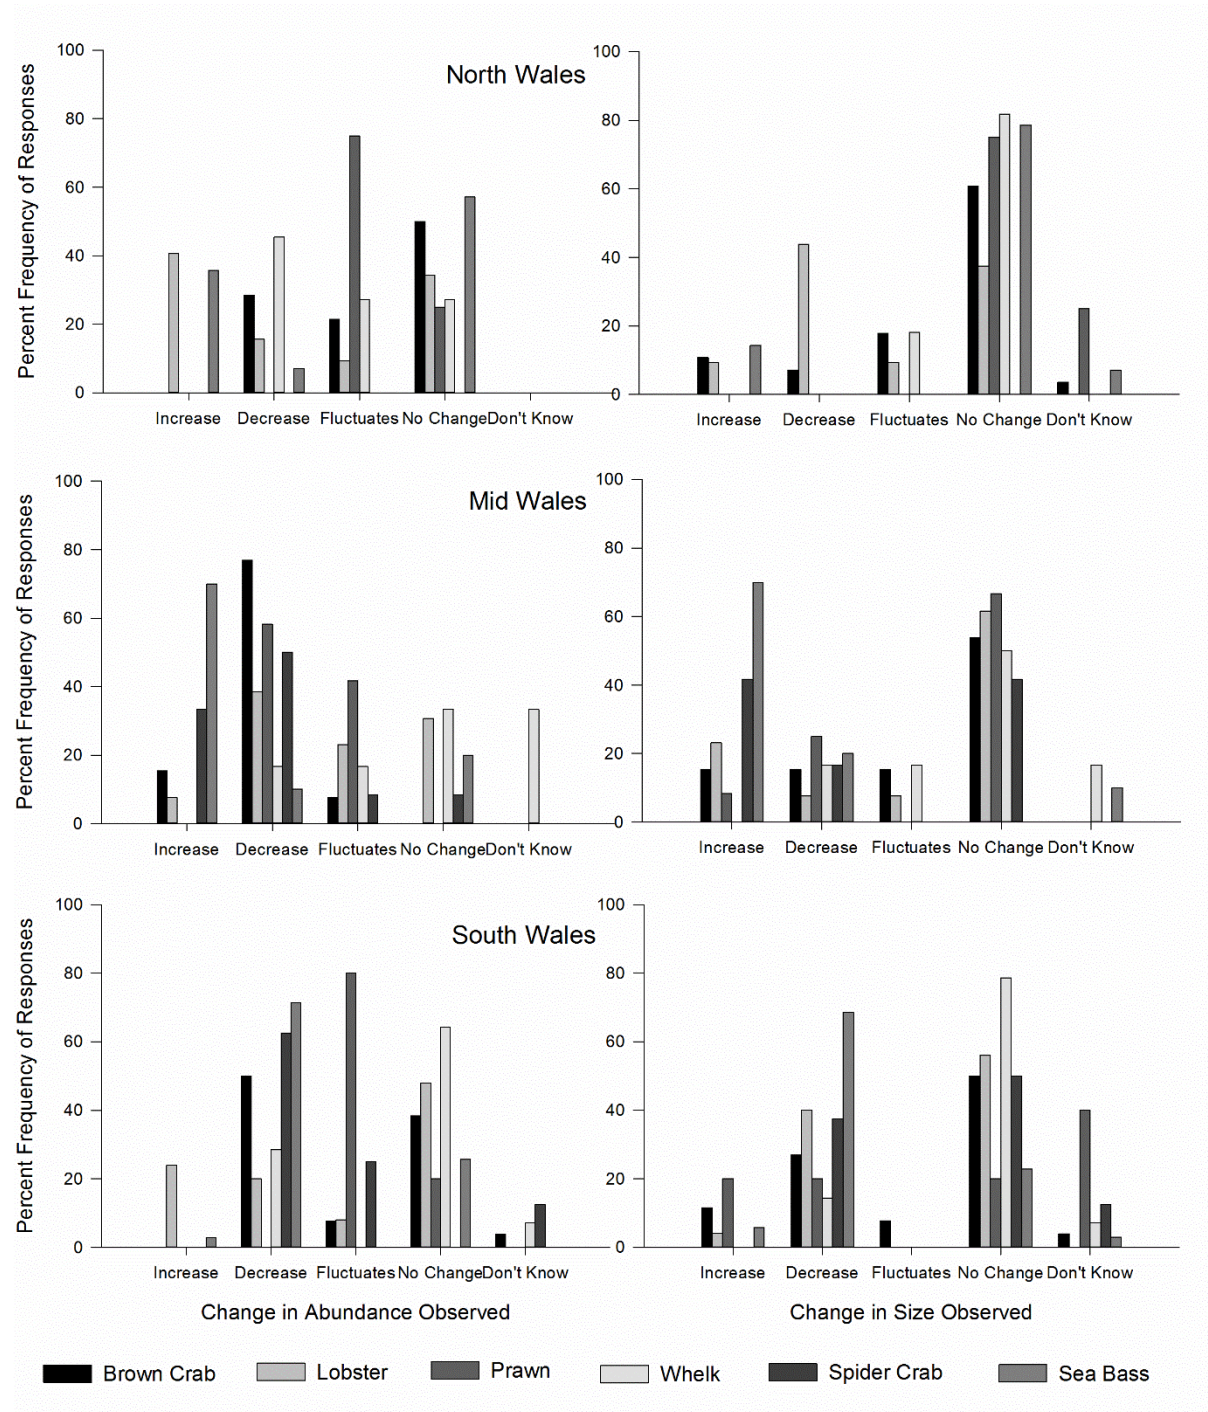 North Wales
Percent Frequency of Responses
100
80
60
40
20
0
Increase Decrease Fluctuates No Change Don't Know
100
80
60
40
20
0
Increase Decrease Fluctuates No Change Don't Know
Mid Wales
Percent Frequency of Responses
100
80
60
40
20
0
Increase Decrease Fluctuates No Change Don't Know
100
80
60
40
20
0
Increase Decrease Fluctuates No Change Don't Know
South Wales
Percent Frequency of Responses
100
80
60
40
20
0
Increase Decrease Fluctuates No Change Don't Know
Change in Abundance Observed
100
80
60
40
20
0
Increase Decrease Fluctuates No Change Don't Know
Change in Size Observed
Brown Crab Lobster Prawn Whelk Spider Crab Sea Bass